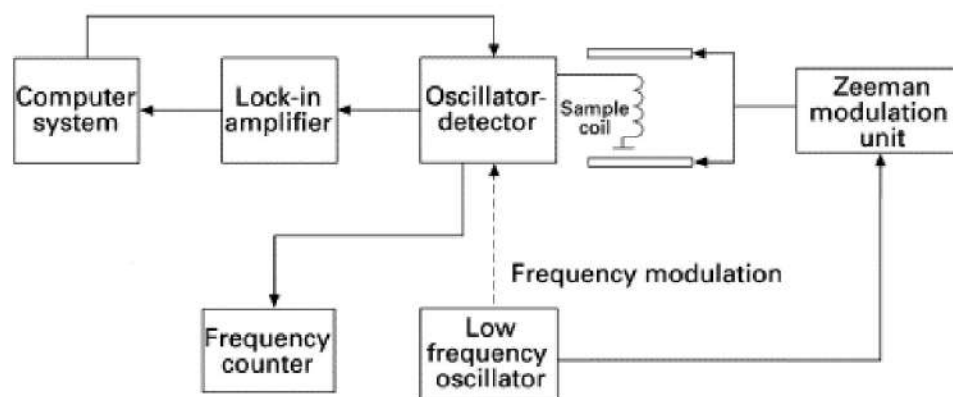 Computer
system
Lock-in
amplifier
Oscillator-
detector
Sample
coil
Zeeman
modulation
unit
Frequency modulation
Frequency
counter
Low
frequency
oscillator